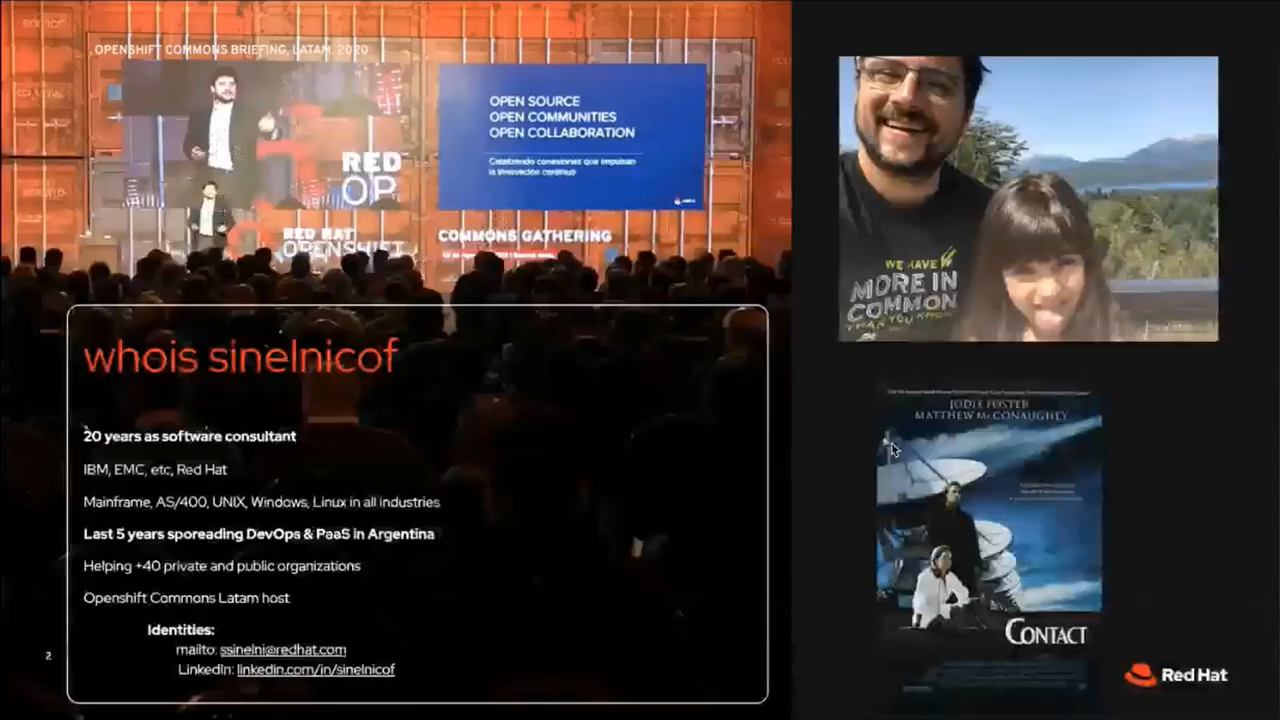 OPENSHIFT COMMONS BRIEFING, LATAM, 2020
OPEN SOURCE
OPEN COMMUNITIES
OPEN COLLABORATION
Catalizando conexiones que impulsan
la innovación continua
RED
OP
RED HAT
OPENSHIFT
COMMONS GATHERING
whois sinelnicof
20 years as software consultant
IBM, EMC, etc, Red Hat
Mainframe, AS/400, UNIX, Windows, Linux in all industries
Last 5 years sporeading DevOps & PaaS in Argentina
Helping +40 private and public organizations
Openshift Commons Latam host
Identities:
mailto: ssinelni@redhat.com
LinkedIn: linkedin.com/in/sinelnicof
2
WE HAVE
MORE IN
COMMON
THAN YOU KNOW
JODIE FOSTER
MATTHEW McCONAUGHEY
CONTACT
Red Hat